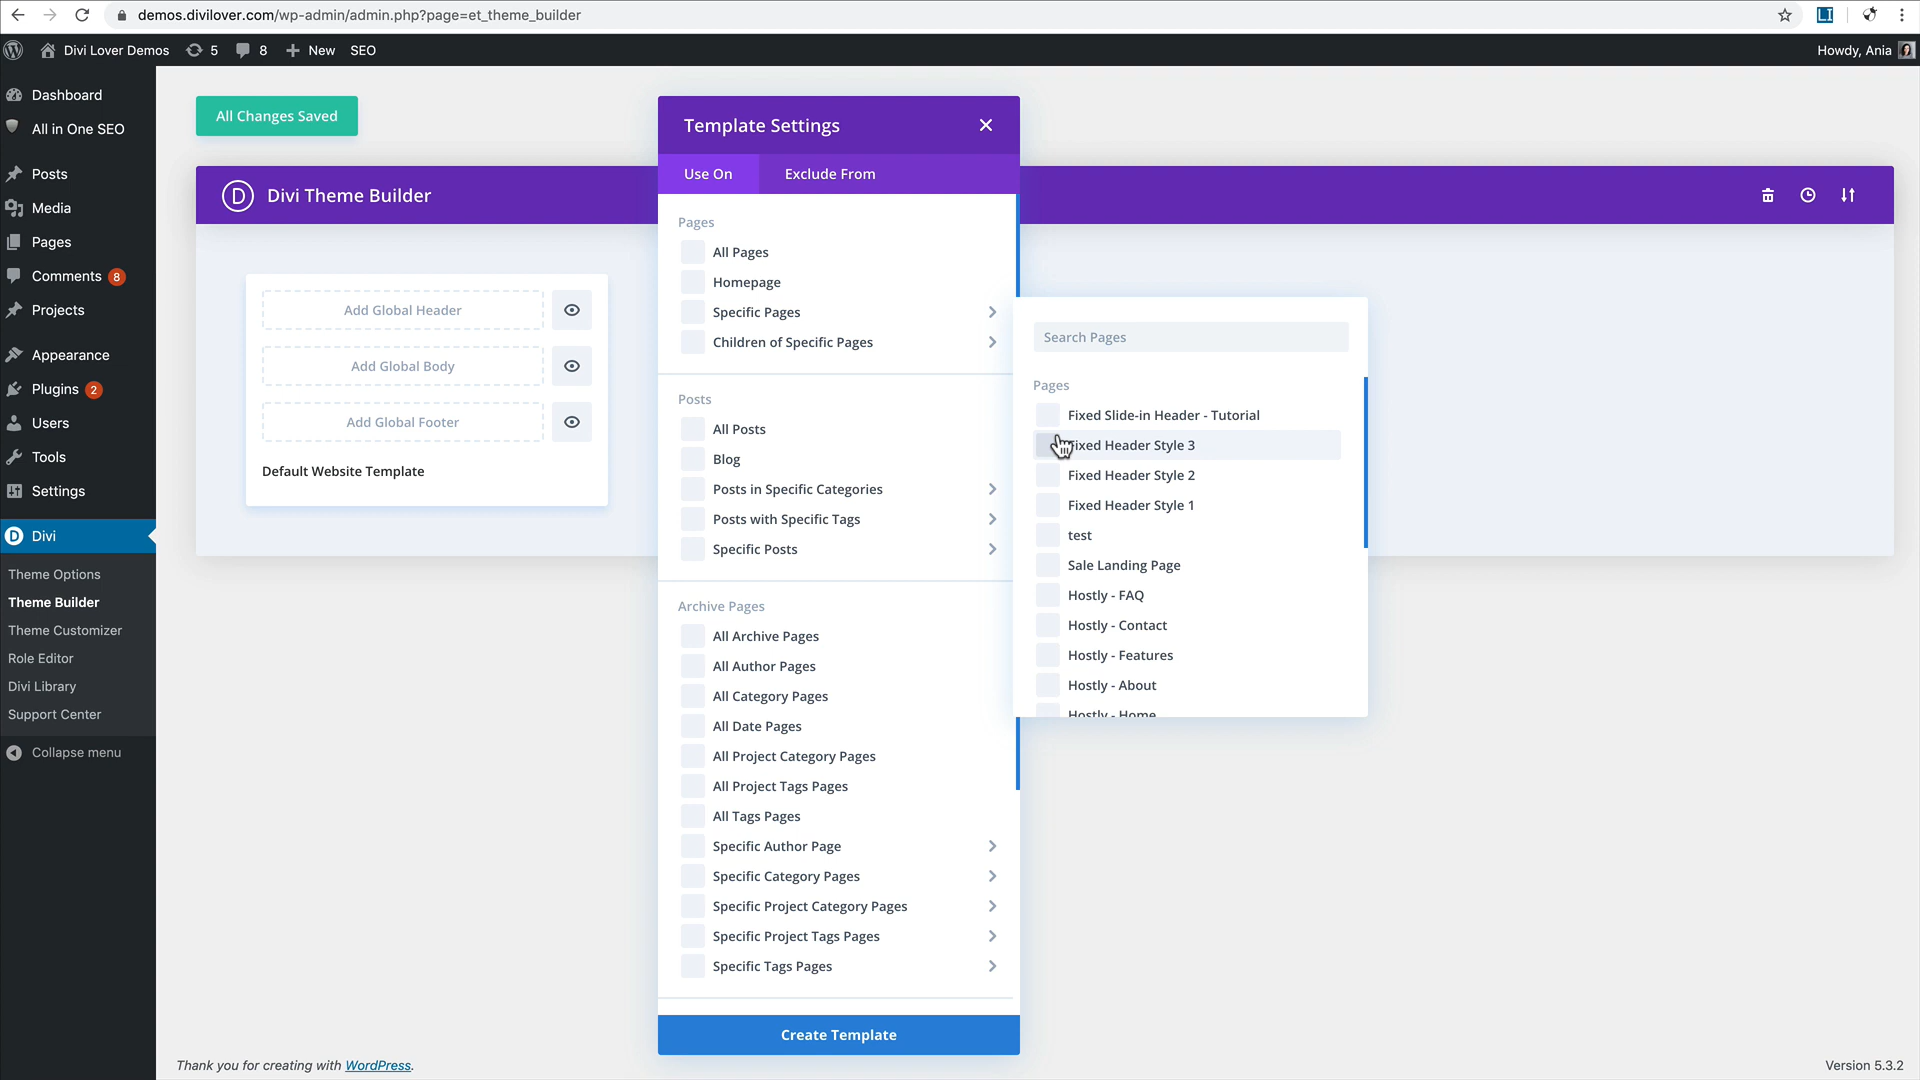 demos.divilover.com/wp-admin/admin.php?page=et_theme_builder
Divi Lover Demos 5 8 New SEO
Howdy, Ania
Dashboard
All in One SEO
Posts
Media
Pages
Comments 8
Projects
Appearance
Plugins 2
Users
Tools
Settings
D Divi
Theme Options
Theme Builder
Theme Customizer
Role Editor
Divi Library
Support Center
Collapse menu
All Changes Saved
D Divi Theme Builder
Add Global Header
Add Global Body
Add Global Footer
Default Website Template
Template Settings
Use On
Exclude From
Pages
All Pages
Homepage
Specific Pages
Children of Specific Pages
Posts
All Posts
Blog
Posts in Specific Categories
Posts with Specific Tags
Specific Posts
Archive Pages
All Archive Pages
All Author Pages
All Category Pages
All Date Pages
All Project Category Pages
All Project Tags Pages
All Tags Pages
Specific Author Page
Specific Category Pages
Specific Project Category Pages
Specific Project Tags Pages
Specific Tags Pages
Create Template
Search Pages
Pages
Fixed Slide-in Header - Tutorial
Fixed Header Style 3
Fixed Header Style 2
Fixed Header Style 1
test
Sale Landing Page
Hostly - FAQ
Hostly - Contact
Hostly - Features
Hostly - About
Hostly - Home
Thank you for creating with WordPress.
Version 5.3.2